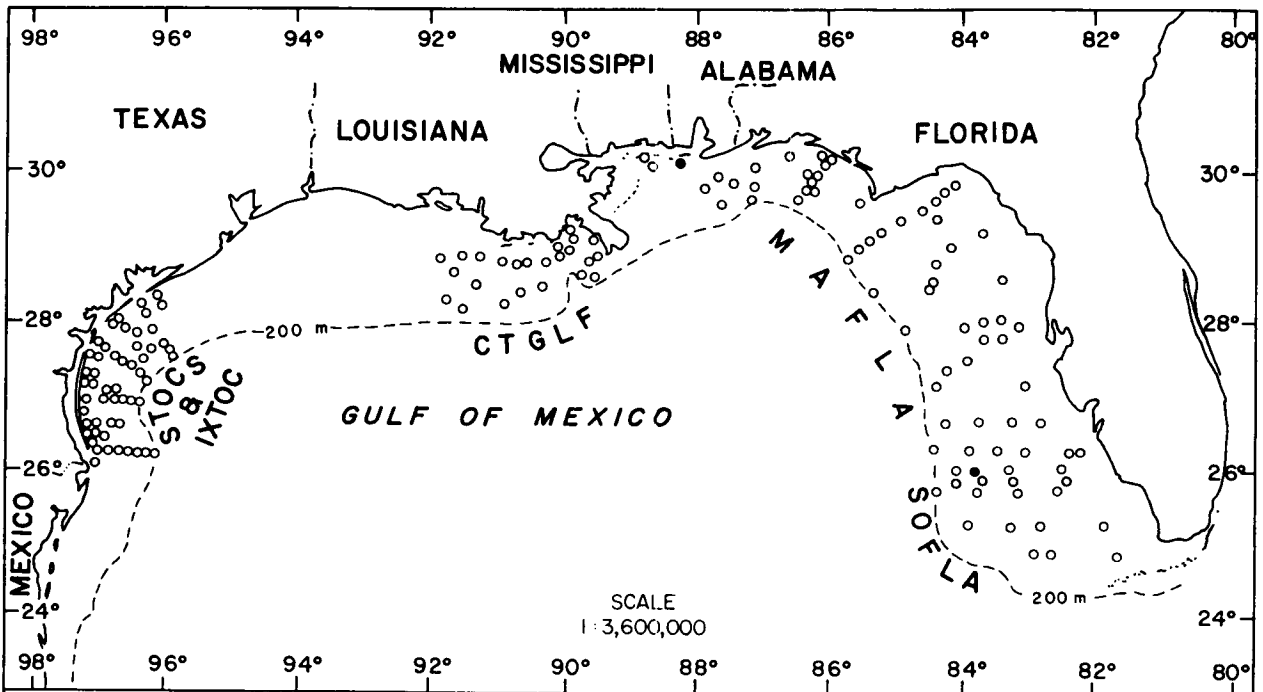 98° 96° 94° 92° 90° 88° 86° 84° 82° 80°
MISSISSIPPI ALABAMA
TEXAS LOUISIANA FLORIDA
30° 30°
MAFLA
28° 28°
200 m
CTGLF
STOCS
&
IXTOC
GULF OF MEXICO
26° 26°
SOFLA
MEXICO
200 m
24° 24°
SCALE
1:3,600,000
98° 96° 94° 92° 90° 88° 86° 84° 82° 80°